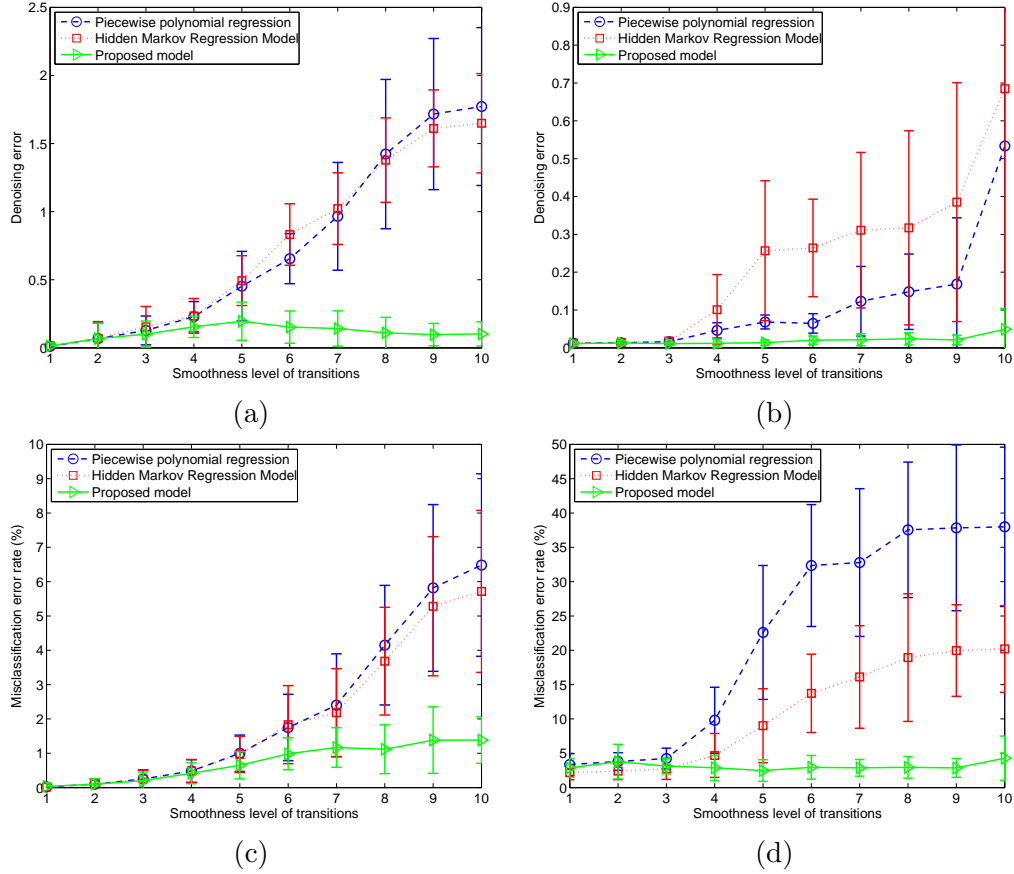 2.5
2
1.5
1
0.5
0
Denoising error
Piecewise polynomial regression
Hidden Markov Regression Model
Proposed model
1 2 3 4 5 6 7 8 9 10
Smoothness level of transitions
(a)
0.9
0.8
0.7
0.6
0.5
0.4
0.3
0.2
0.1
0
Denoising error
Piecewise polynomial regression
Hidden Markov Regression Model
Proposed model
1 2 3 4 5 6 7 8 9 10
Smoothness level of transitions
(b)
10
9
8
7
6
5
4
3
2
1
0
Misclassification error rate (%)
Piecewise polynomial regression
Hidden Markov Regression Model
Proposed model
1 2 3 4 5 6 7 8 9 10
Smoothness level of transitions
(c)
50
45
40
35
30
25
20
15
10
5
0
Misclassification error rate (%)
Piecewise polynomial regression
Hidden Markov Regression Model
Proposed model
1 2 3 4 5 6 7 8 9 10
Smoothness level of transitions
(d)